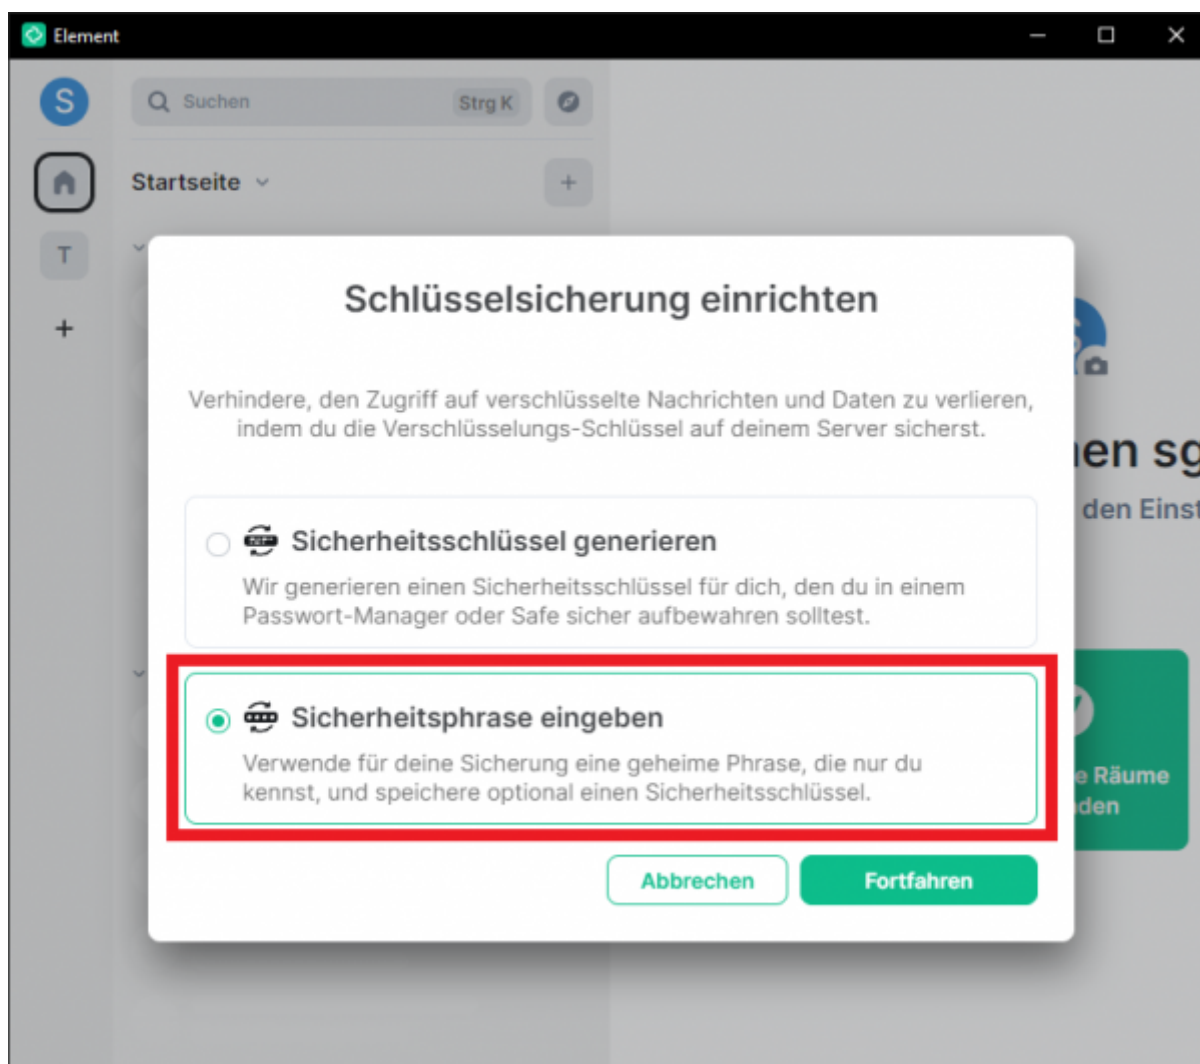 Element
S
Suchen
Strg K
Startseite
T
Schlüsselsicherung einrichten
Verhindere, den Zugriff auf verschlüsselte Nachrichten und Daten zu verlieren,
indem du die Verschlüsselungs-Schlüssel auf deinem Server sicherst.
Sicherheitsschlüssel generieren
Wir generieren einen Sicherheitsschlüssel für dich, den du in einem
Passwort-Manager oder Safe sicher aufbewahren solltest.
Sicherheitsphrase eingeben
Verwende für deine Sicherung eine geheime Phrase, die nur du
kennst, und speichere optional einen Sicherheitsschlüssel.
Abbrechen
Fortfahren
den
Räume